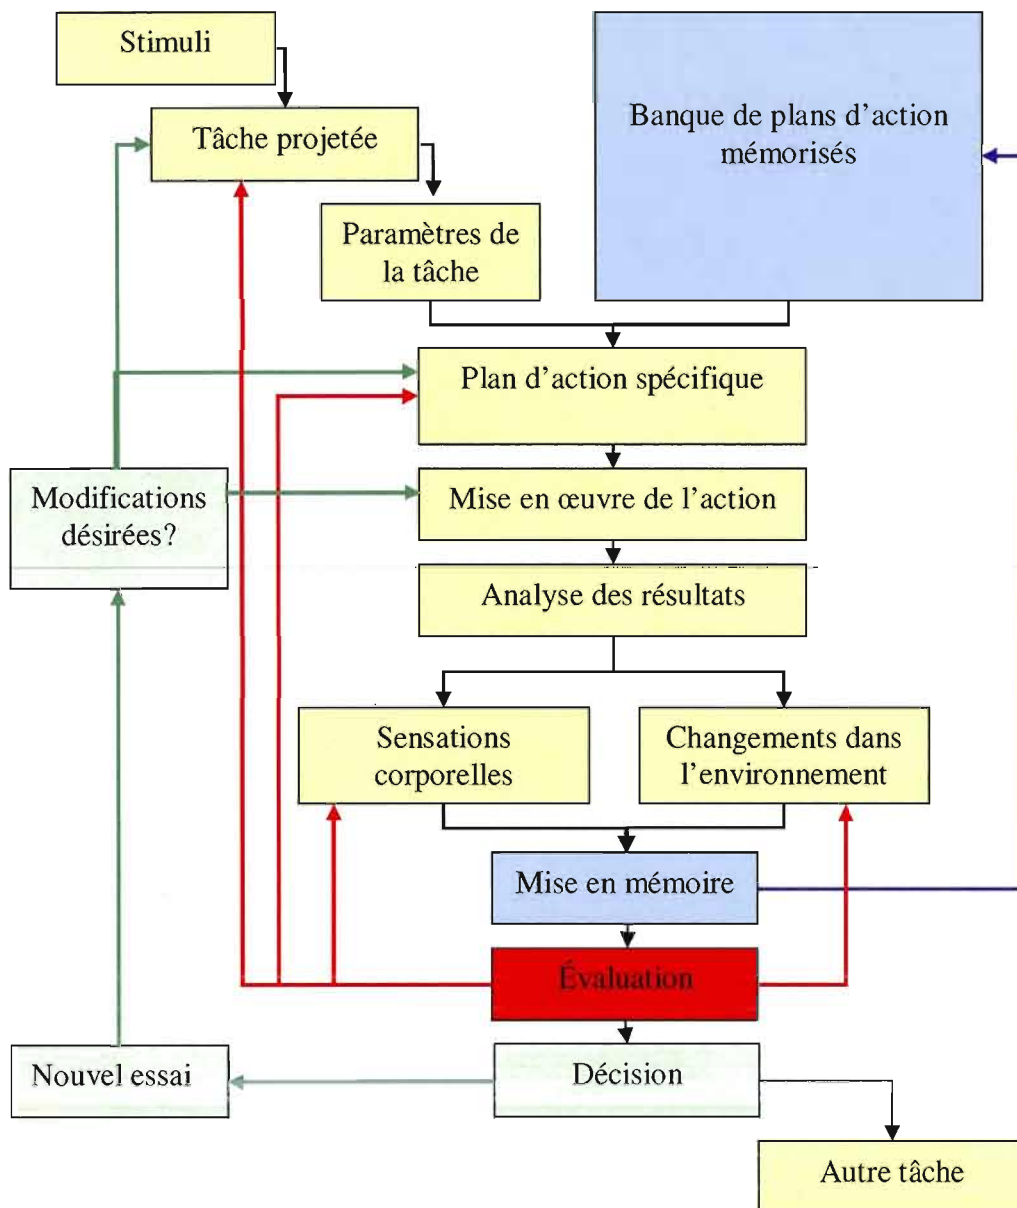 Stimuli
Tâche projetée
Banque de plans d'action
mémorisés
Paramètres de
la tâche
Plan d'action spécifique
Modifications
désirées?
Mise en œuvre de l'action
Analyse des résultats
Sensations
corporelles
Changements dans
l'environnement
Mise en mémoire
Évaluation
Nouvel essai
Décision
Autre tâche